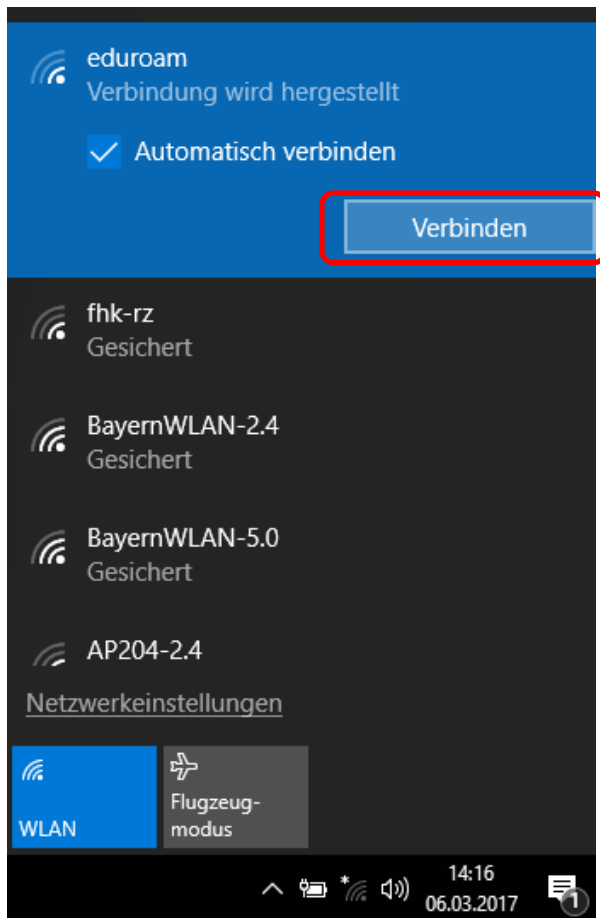 eduroam
Verbindung wird hergestellt
Automatisch verbinden
Verbinden
fhk-rz
Gesichert
BayernWLAN-2.4
Gesichert
BayernWLAN-5.0
Gesichert
AP204-2.4
Netzwerkeinstellungen
WLAN
Flugzeug-
modus
14:16
06.03.2017
1